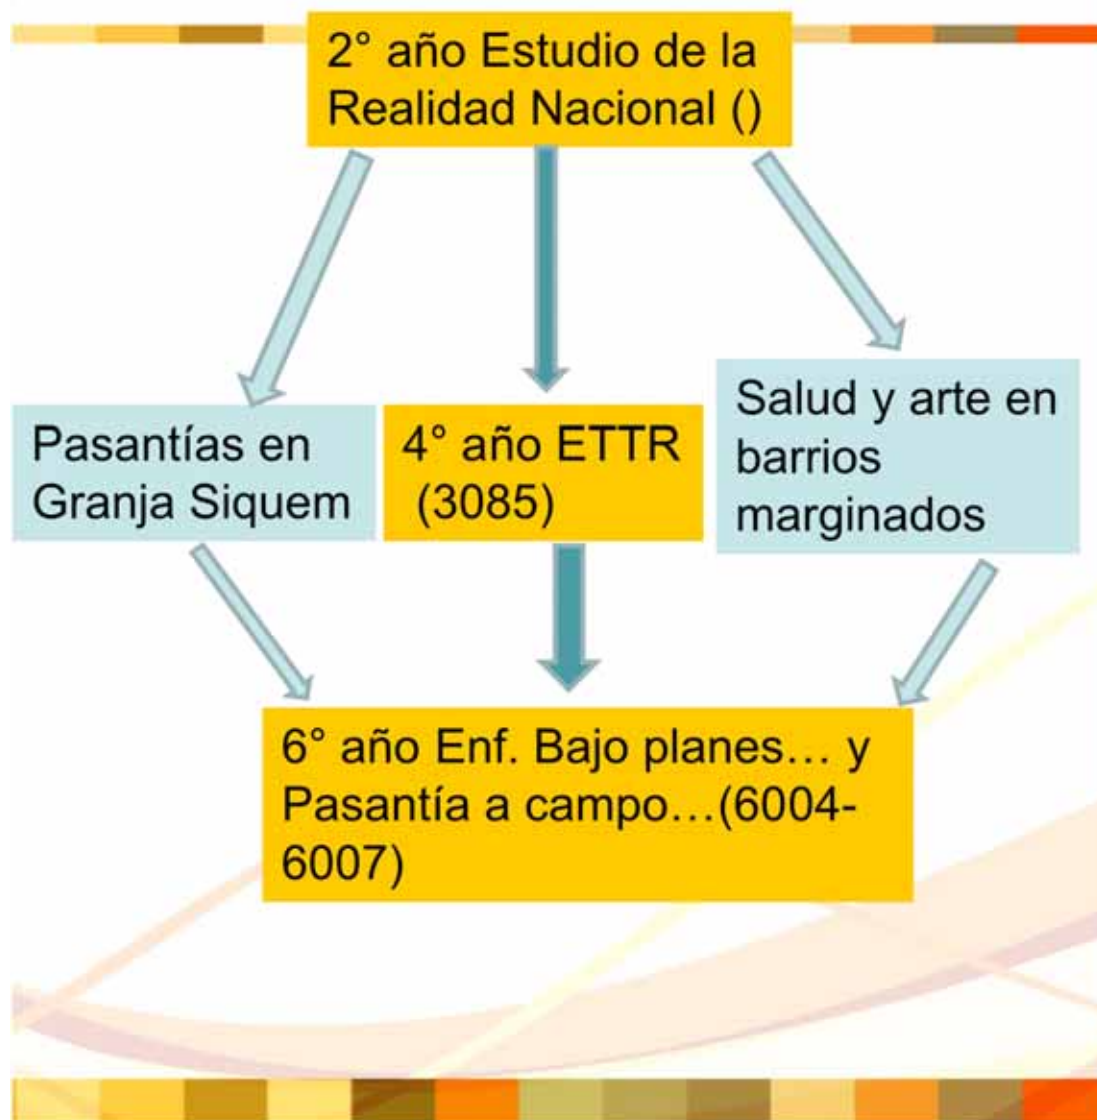 2° año Estudio de la
Realidad Nacional ()
Pasantías en
Granja Siquem
4° año ETTR
(3085)
Salud y arte en
barrios
marginados
6° año Enf. Bajo planes… y
Pasantía a campo…(6004-
6007)